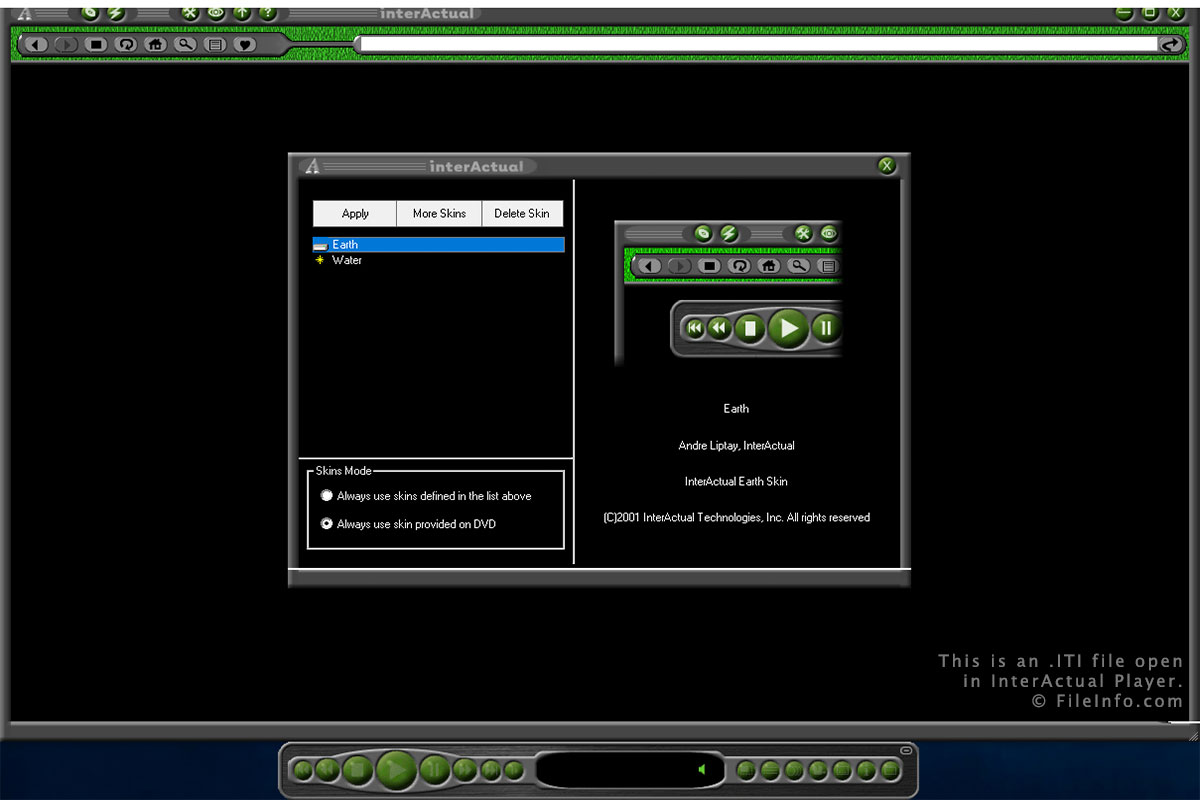 interActual
interActual
Apply More Skins Delete Skin
Earth
Water
Skins Mode
Always use skins defined in the list above
Always use skin provided on DVD
Earth
Andre Liptay, InterActual
InterActual Earth Skin
(C)2001 InterActual Technologies, Inc. All rights reserved
This is an .ITI file open
in InterActual Player.
© FileInfo.com